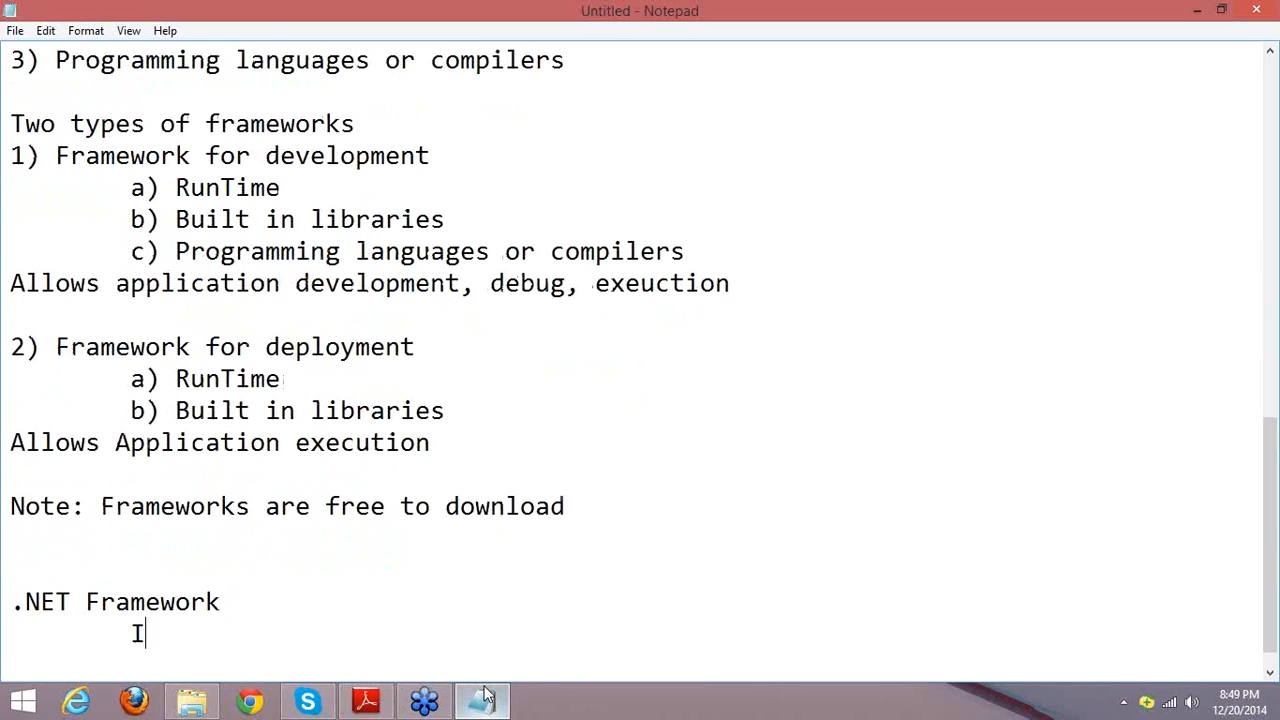 Untitled - Notepad
File Edit Format View Help
3) Programming languages or compilers
Two types of frameworks
1) Framework for development
a) RunTime
b) Built in libraries
c) Programming languages or compilers
Allows application development, debug, exeuction
2) Framework for deployment
a) RunTime
b) Built in libraries
Allows Application execution
Note: Frameworks are free to download
.NET Framework
I
8:49 PM
12/20/2014